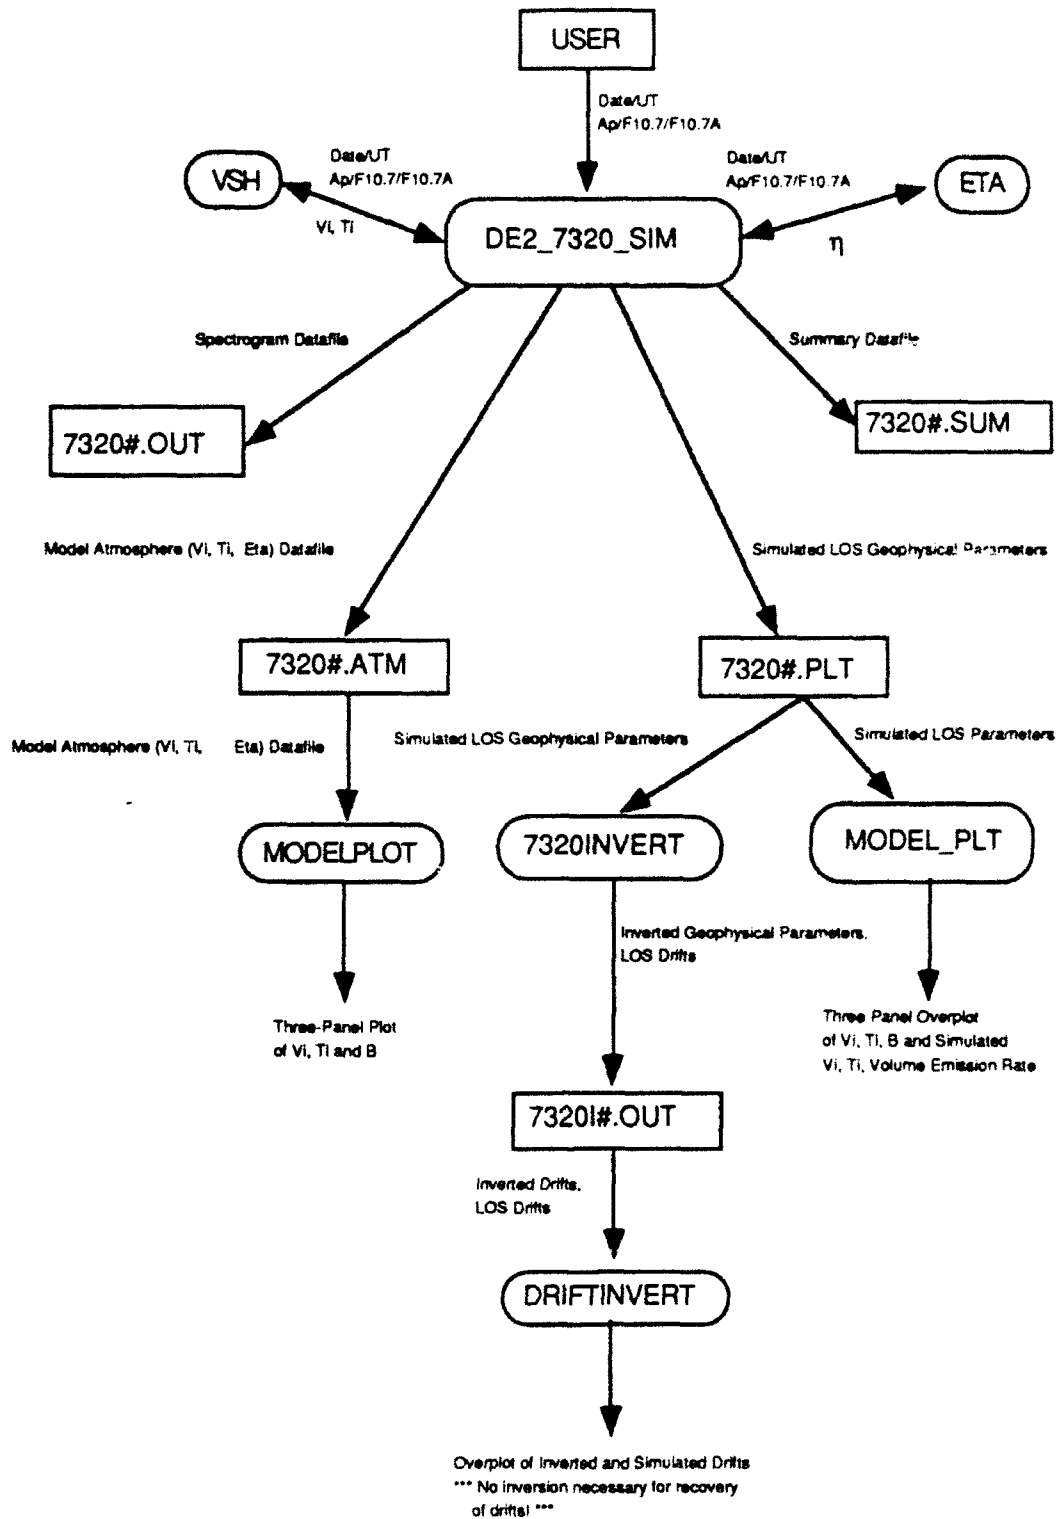 USER
Date/UT
Ap/F10.7/F10.7A
Date/UT
Ap/F10.7/F10.7A
Date/UT
Ap/F10.7/F10.7A
VSH
ETA
Vi, Ti
DE2_7320_SIM
η
Spectrogram Datafile
Summary Datafile
7320#.OUT
7320#.SUM
Model Atmosphere (Vi, Ti, Eta) Datafile
Simulated LOS Geophysical Parameters
7320#.ATM
7320#.PLT
Model Atmosphere (Vi, Ti, Eta) Datafile
Simulated LOS Geophysical Parameters
Simulated LOS Parameters
MODELPLOT
7320INVERT
MODEL_PLT
Inverted Geophysical Parameters,
LOS Drifts
Three-Panel Plot
of Vi, Ti and B
Three Panel Overplot
of Vi, Ti, B and Simulated
Vi, Ti, Volume Emission Rate
7320I#.OUT
Inverted Drifts,
LOS Drifts
DRIFTINVERT
Overplot of Inverted and Simulated Drifts
*** No inversion necessary for recovery
of drifts! ***